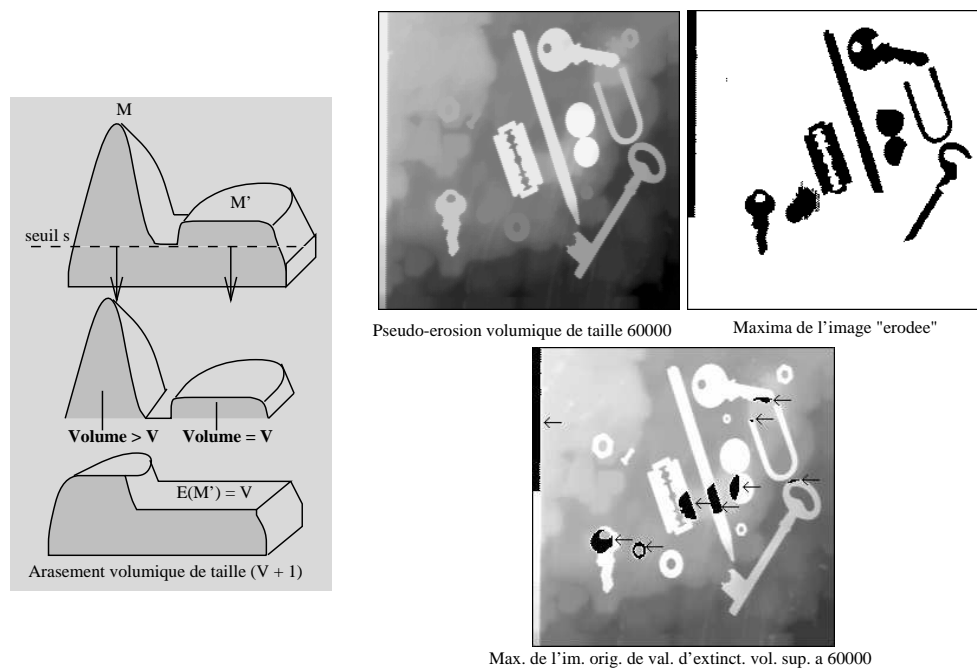 M
M'
seuil s
Volume > V Volume = V
E(M') = V
Arasement volumique de taille (V + 1)
Pseudo-erosion volumique de taille 60000
Maxima de l'image "erodee"
Max. de l'im. orig. de val. d'extinct. vol. sup. a 60000